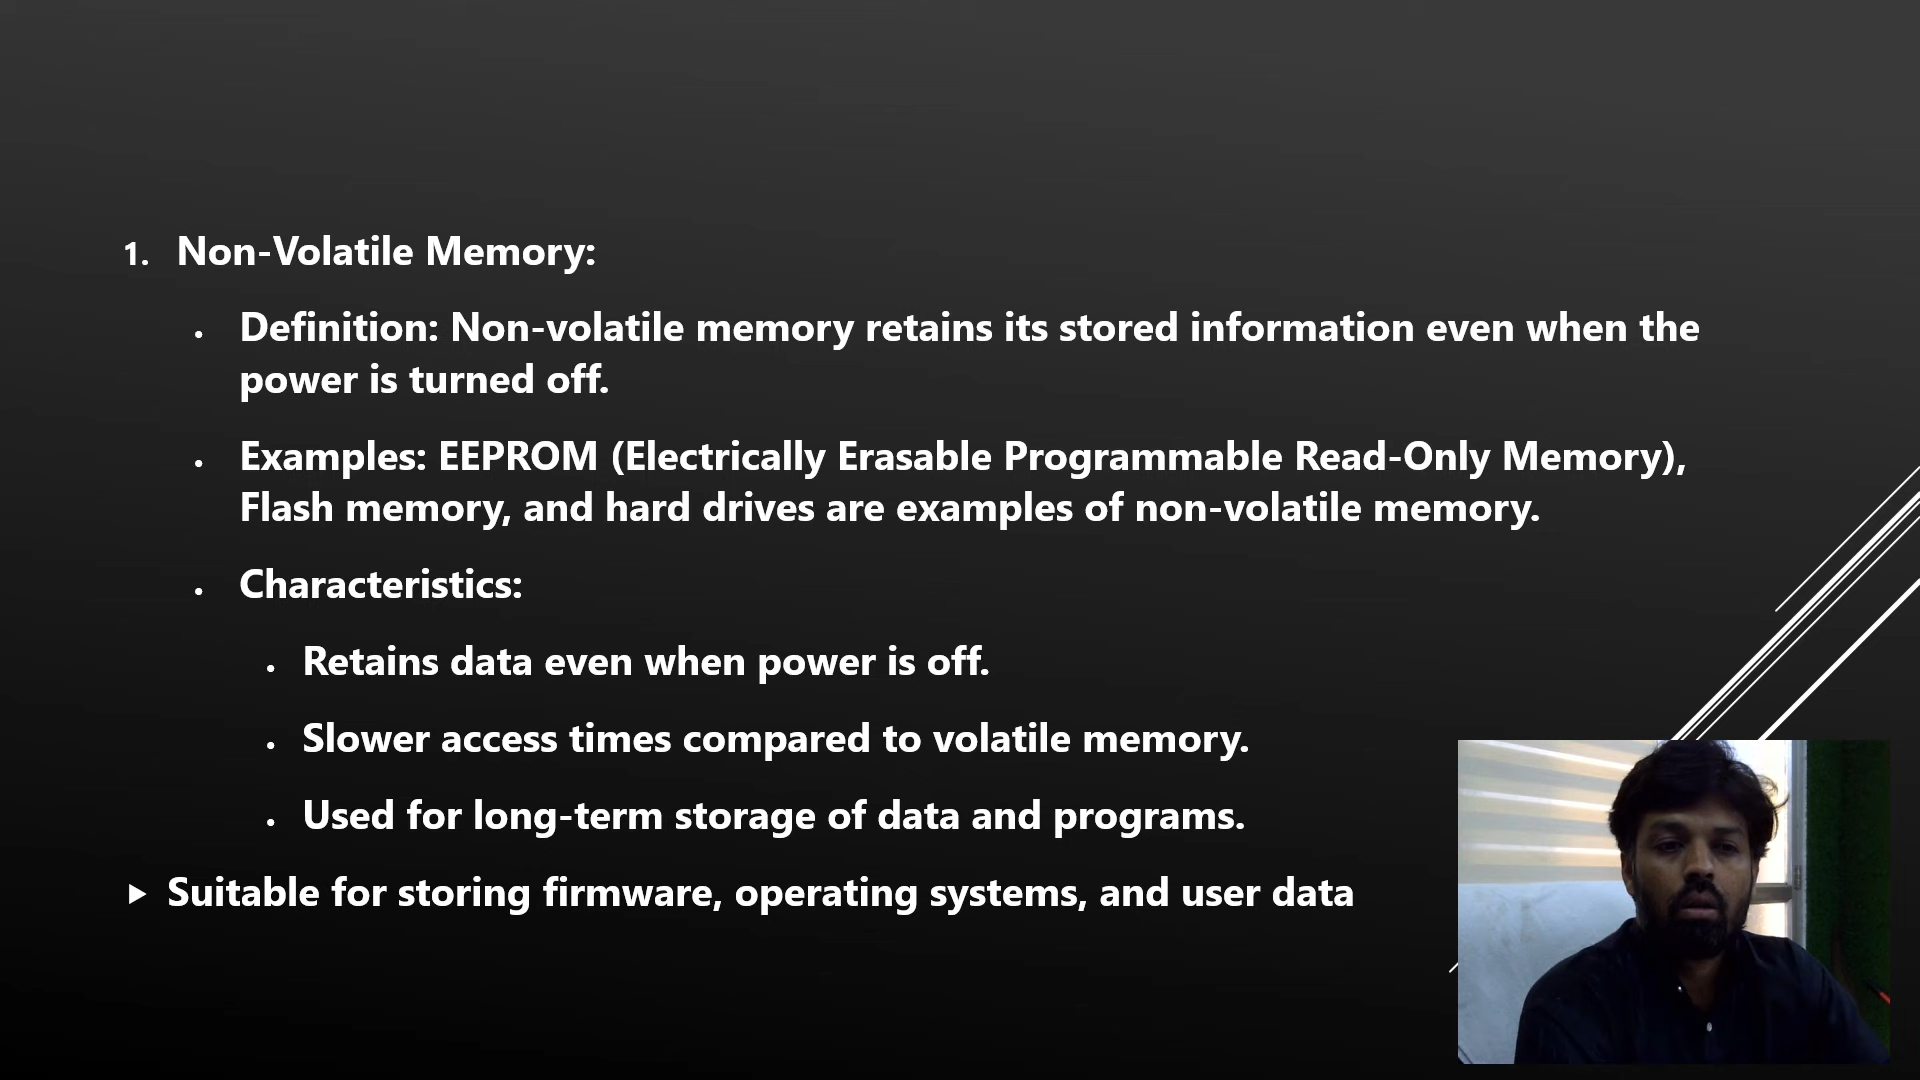 1. Non-Volatile Memory:
• Definition: Non-volatile memory retains its stored information even when the
power is turned off.
• Examples: EEPROM (Electrically Erasable Programmable Read-Only Memory),
Flash memory, and hard drives are examples of non-volatile memory.
• Characteristics:
• Retains data even when power is off.
• Slower access times compared to volatile memory.
• Used for long-term storage of data and programs.
▶ Suitable for storing firmware, operating systems, and user data